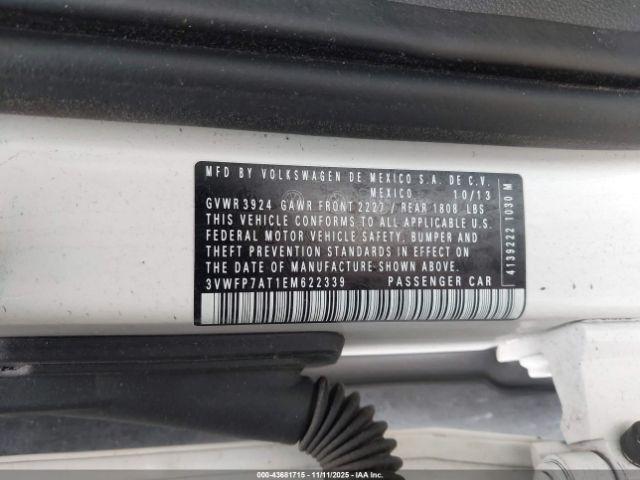 MFD BY VOLKSWAGEN DE MEXICO S.A. DE C.V.
MEXICO 10/13
GVWR 3924 GAWR FRONT 2227 / REAR 1808 LBS
THIS VEHICLE CONFORMS TO ALL APPLICABLE U.S.
FEDERAL MOTOR VEHICLE SAFETY, BUMPER AND
THEFT PREVENTION STANDARDS IN EFFECT ON
THE DATE OF MANUFACTURE SHOWN ABOVE.
3VWFP7AT1EM622339 PASSENGER CAR
4139222 1030 M
000-43681715 - 11/11/2025 - IAAI.COM